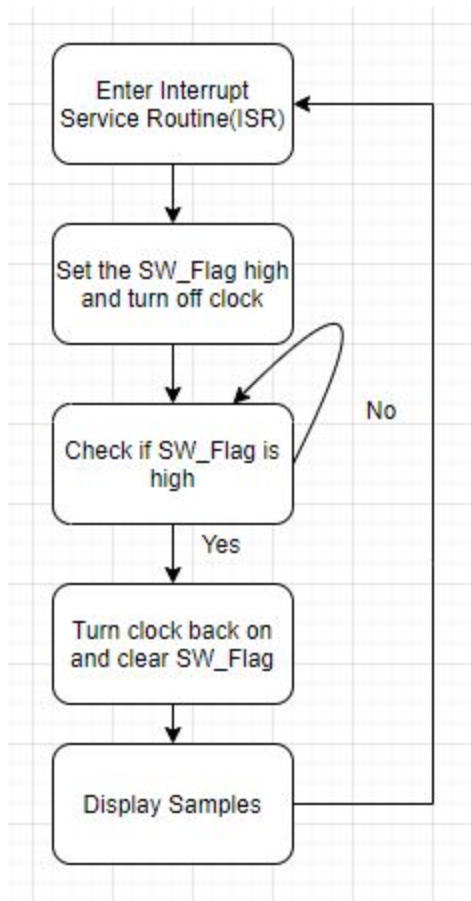 Enter Interrupt
Service Routine(ISR)
Set the SW_Flag high
and turn off clock
Check if SW_Flag is
high
No
Yes
Turn clock back on
and clear SW_Flag
Display Samples